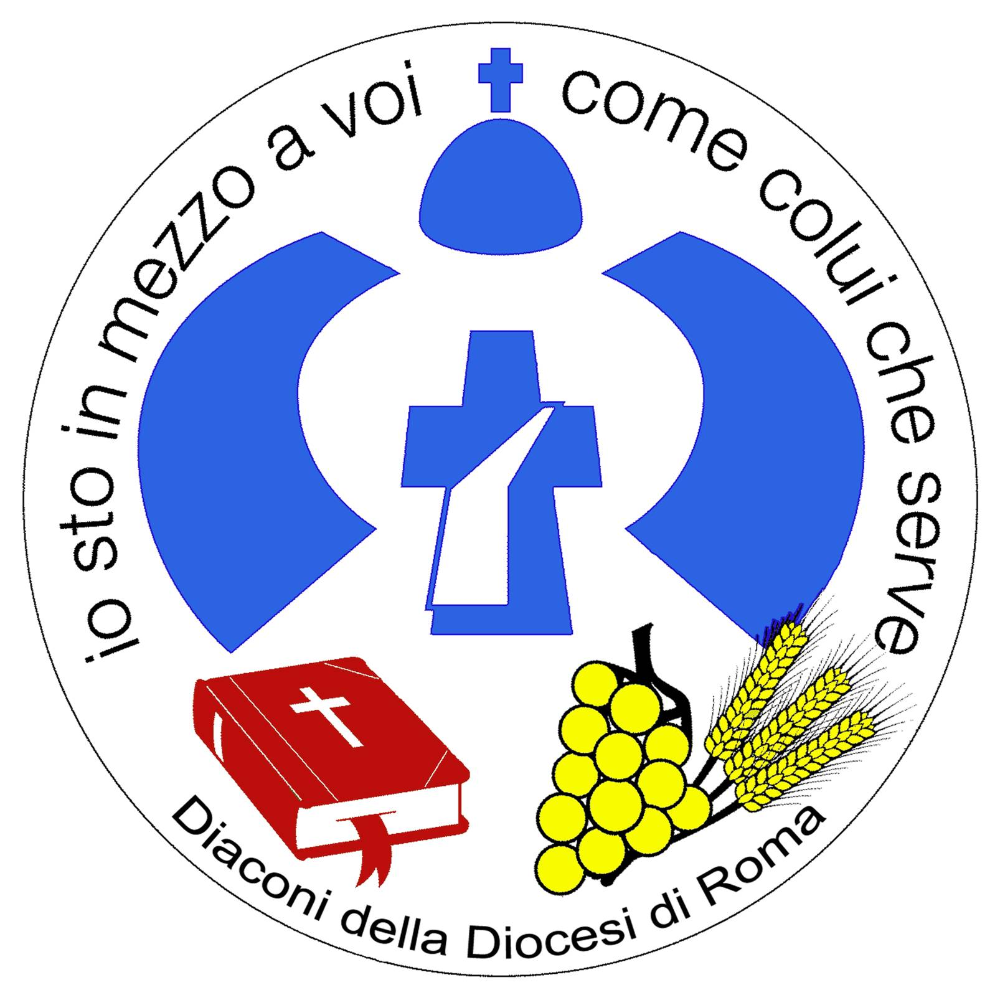 io sto in mezzo a voi come colui che serve
Diaconi della Diocesi di Roma